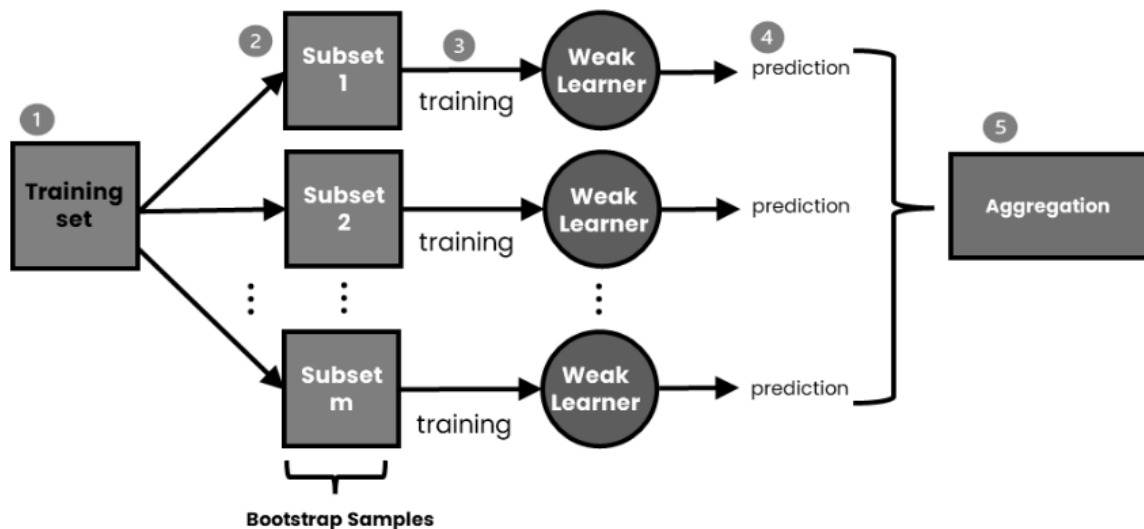 1
Training
set
2
Subset
1
3
training
Weak
Learner
4
prediction
Subset
2
training
Weak
Learner
prediction
Subset
m
training
Weak
Learner
prediction
Bootstrap Samples
5
Aggregation